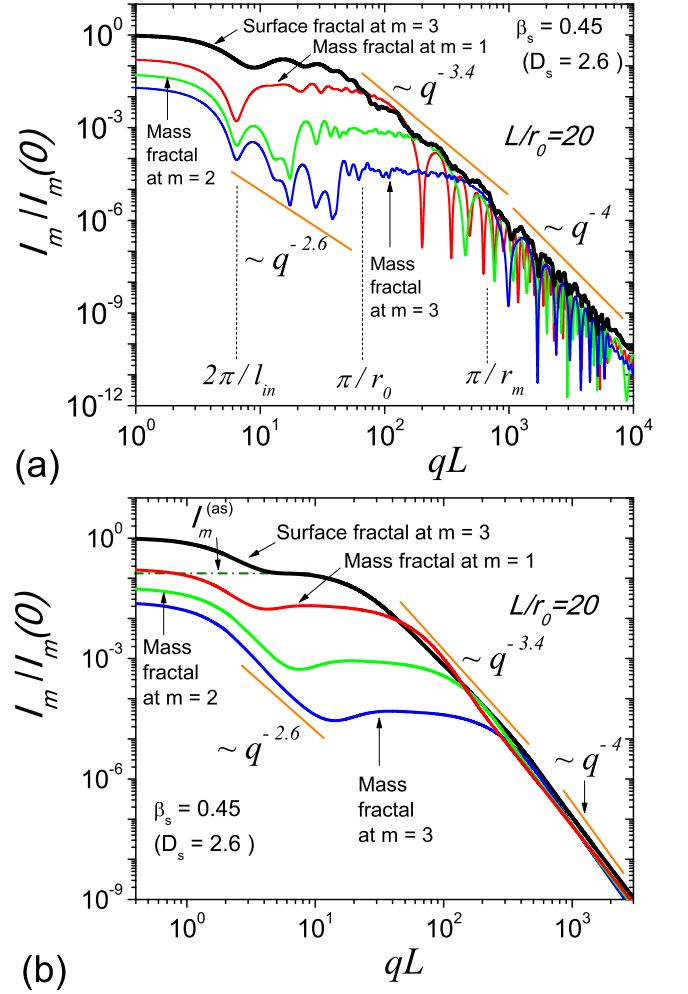 Surface fractal at m = 3
Mass fractal at m = 1
β_s = 0.45
(D_s = 2.6 )
~ q^{-3.4}
L/r_0=20
Mass
fractal
at m = 2
~ q^{-4}
~ q^{-2.6}
Mass
fractal
at m = 3
2π/l_{in}
π/r_0
π/r_m
I_m / I_m(0)
10^0
10^{-3}
10^{-6}
10^{-9}
10^{-12}
10^0 10^1 10^2 10^3 10^4
qL
(a)
I_m^{(as)}
Surface fractal at m = 3
Mass fractal at m = 1
L/r_0=20
Mass
fractal
at m = 2
~ q^{-3.4}
~ q^{-2.6}
~ q^{-4}
Mass
fractal
at m = 3
β_s = 0.45
(D_s = 2.6 )
I_m / I_m(0)
10^0
10^{-3}
10^{-6}
10^{-9}
10^0 10^1 10^2 10^3
qL
(b)